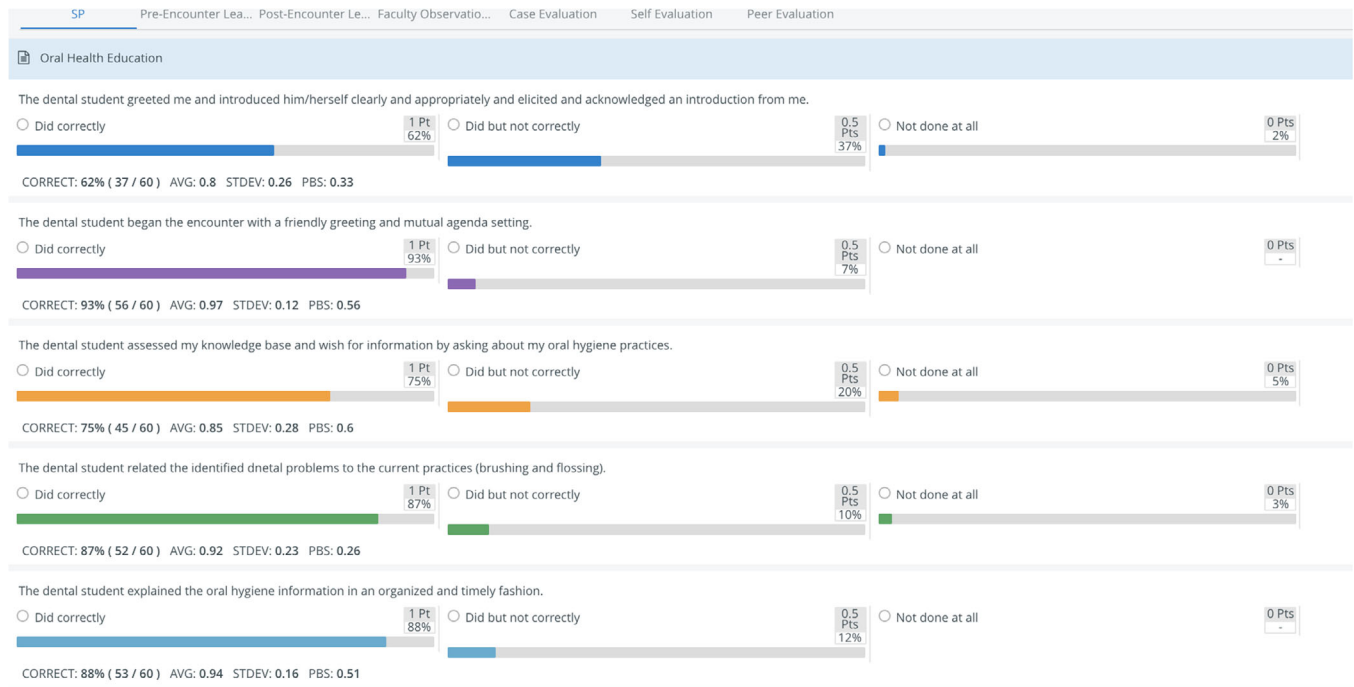 SP Pre-Encounter Lea... Post-Encounter Le... Faculty Observatio... Case Evaluation Self Evaluation Peer Evaluation
Oral Health Education
The dental student greeted me and introduced him/herself clearly and appropriately and elicited and acknowledged an introduction from me.
Did correctly 1 Pt 62% Did but not correctly 0.5 Pts 37% Not done at all 0 Pts 2%
CORRECT: 62% ( 37 / 60 ) AVG: 0.8 STDEV: 0.26 PBS: 0.33
The dental student began the encounter with a friendly greeting and mutual agenda setting.
Did correctly 1 Pt 93% Did but not correctly 0.5 Pts 7% Not done at all 0 Pts -
CORRECT: 93% ( 56 / 60 ) AVG: 0.97 STDEV: 0.12 PBS: 0.56
The dental student assessed my knowledge base and wish for information by asking about my oral hygiene practices.
Did correctly 1 Pt 75% Did but not correctly 0.5 Pts 20% Not done at all 0 Pts 5%
CORRECT: 75% ( 45 / 60 ) AVG: 0.85 STDEV: 0.28 PBS: 0.6
The dental student related the identified dnetal problems to the current practices (brushing and flossing).
Did correctly 1 Pt 87% Did but not correctly 0.5 Pts 10% Not done at all 0 Pts 3%
CORRECT: 87% ( 52 / 60 ) AVG: 0.92 STDEV: 0.23 PBS: 0.26
The dental student explained the oral hygiene information in an organized and timely fashion.
Did correctly 1 Pt 88% Did but not correctly 0.5 Pts 12% Not done at all 0 Pts -
CORRECT: 88% ( 53 / 60 ) AVG: 0.94 STDEV: 0.16 PBS: 0.51